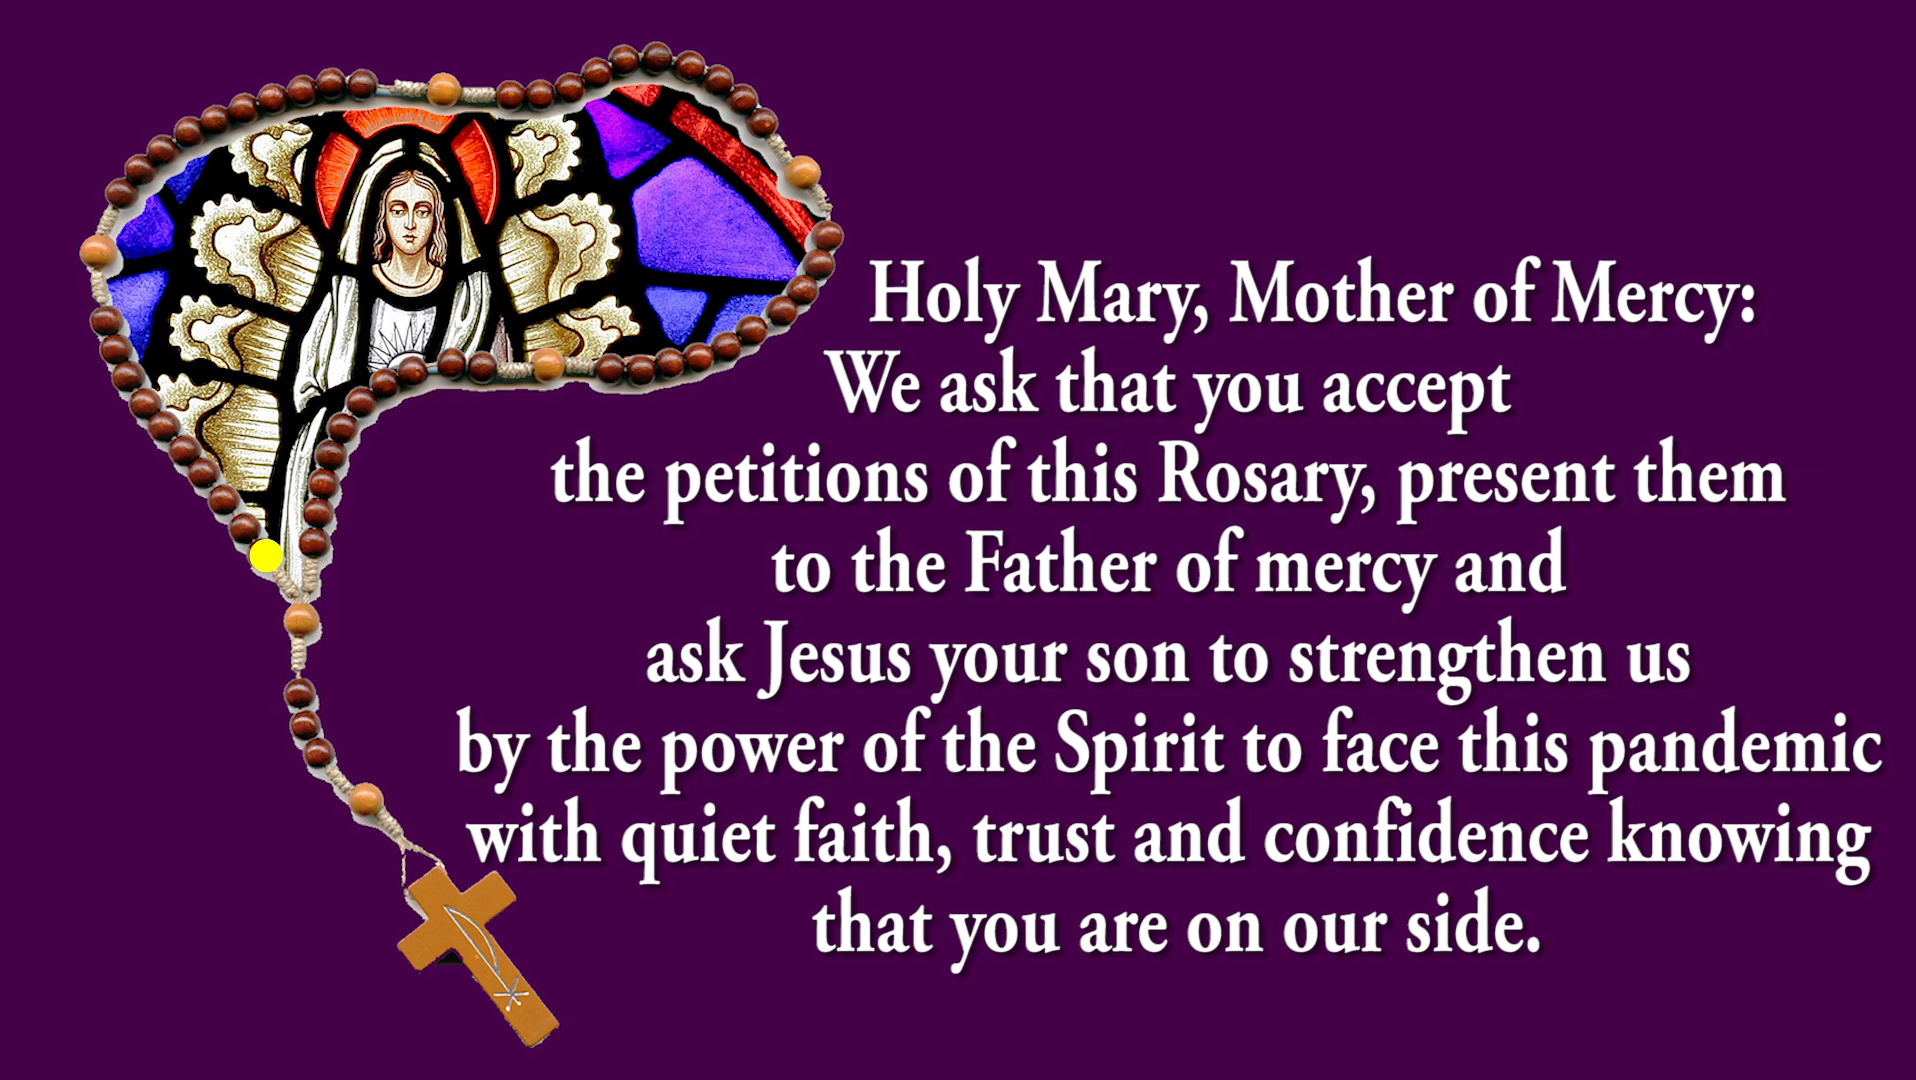 Holy Mary, Mother of Mercy:
We ask that you accept
the petitions of this Rosary, present them
to the Father of mercy and
ask Jesus your son to strengthen us
by the power of the Spirit to face this pandemic
with quiet faith, trust and confidence knowing
that you are on our side.